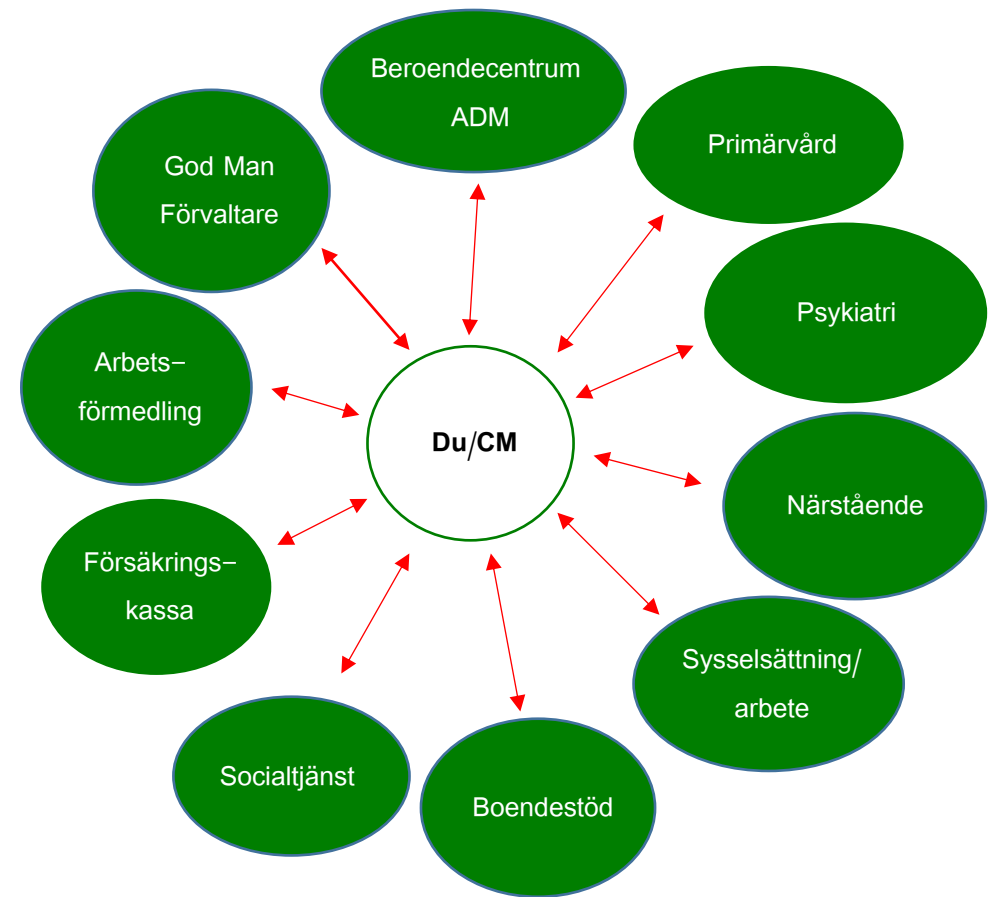 Beroendecentrum
ADM
Primärvård
God Man
Förvaltare
Psykiatri
Arbets–
förmedling
Du/CM
Närstående
Försäkrings–
kassa
Sysselsättning/
arbete
Socialtjänst
Boendestöd